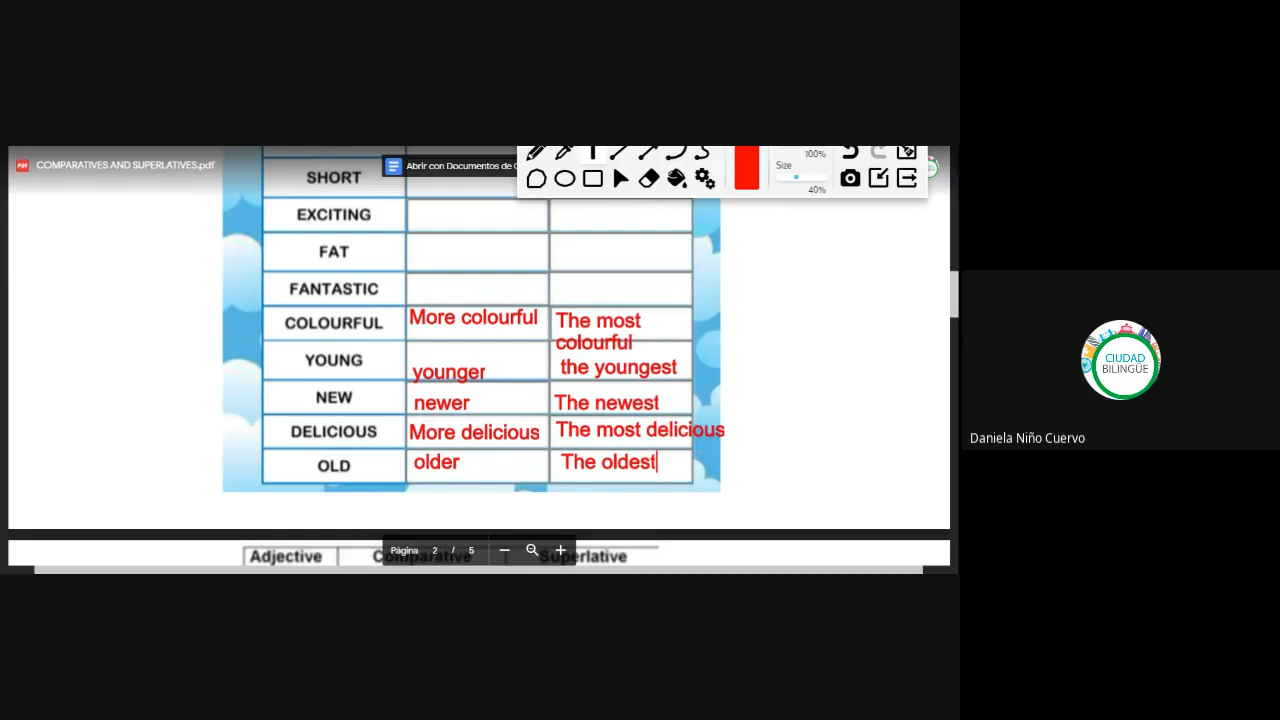 COMPARATIVES AND SUPERLATIVES.pdf
Abrir con Documentos de G
100%
Size
40%
SHORT
EXCITING
FAT
FANTASTIC
COLOURFUL More colourful The most
colourful
YOUNG younger the youngest
NEW newer The newest
DELICIOUS More delicious The most delicious
OLD older The oldest
Página 2 / 5
Adjective Comparative Superlative
CIUDAD
BILINGÜE
Daniela Niño Cuervo